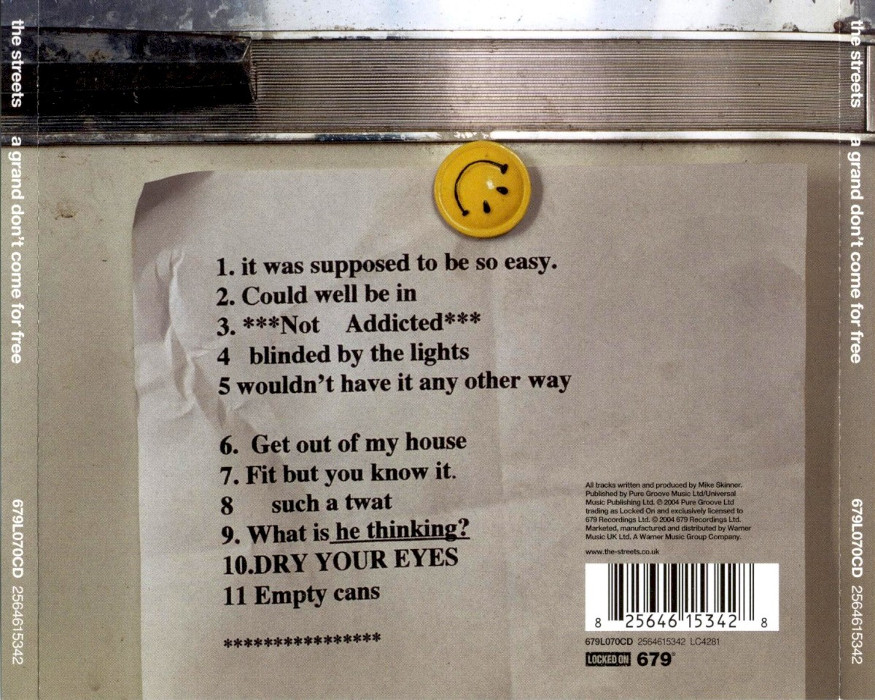 the streets a grand don't come for free 679L070CD 2564615342
1. it was supposed to be so easy.
2. Could well be in
3. ***Not Addicted***
4 blinded by the lights
5 wouldn't have it any other way
6. Get out of my house
7. Fit but you know it.
8 such a twat
9. What is he thinking?
10.DRY YOUR EYES
11 Empty cans
****************
All tracks written and produced by Mike Skinner.
Published by Pure Groove Music Ltd/Universal
Music Publishing Ltd. ℗ 2004 Pure Groove Ltd
trading as Locked On and exclusively licensed to
679 Recordings Ltd. © 2004 679 Recordings Ltd.
Marketed, manufactured and distributed by Warner
Music UK Ltd. A Warner Music Group Company.
www.the-streets.co.uk
8 25646 15342 8
679L070CD 2564615342 LC4281
LOCKED ON 679
the streets a grand don't come for free 679L070CD 2564615342